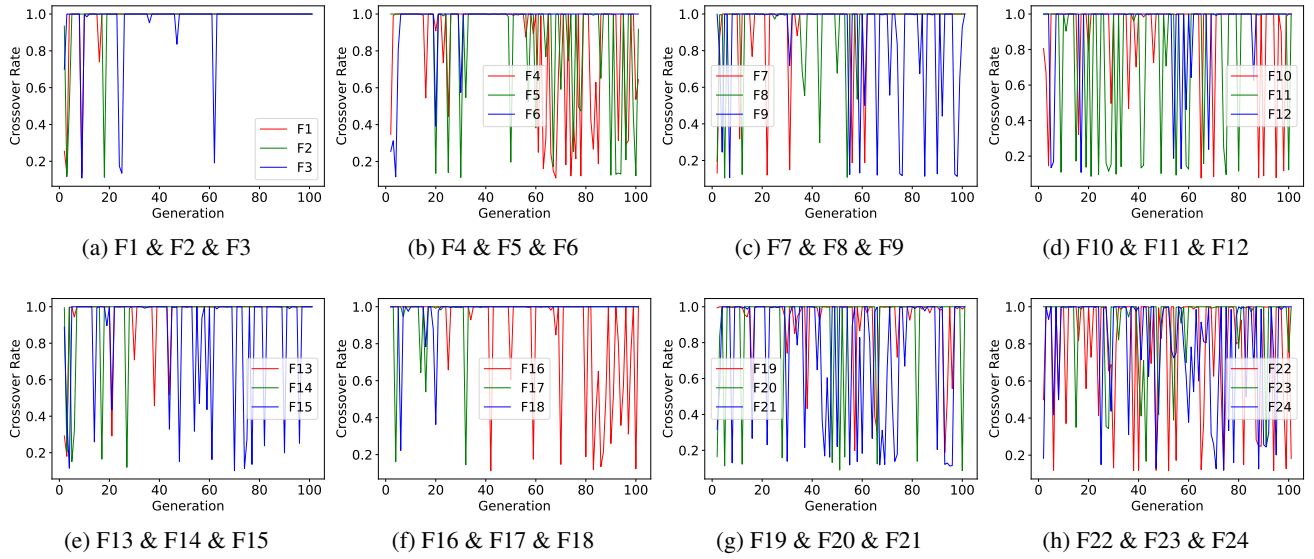 1.0
0.8
0.6
0.4
0.2
Crossover Rate
F1
F2
F3
0 20 40 60 80 100
Generation
(a) F1 & F2 & F3
1.0
0.8
0.6
0.4
0.2
Crossover Rate
F4
F5
F6
0 20 40 60 80 100
Generation
(b) F4 & F5 & F6
1.0
0.8
0.6
0.4
0.2
Crossover Rate
F7
F8
F9
0 20 40 60 80 100
Generation
(c) F7 & F8 & F9
1.0
0.8
0.6
0.4
0.2
Crossover Rate
F10
F11
F12
0 20 40 60 80 100
Generation
(d) F10 & F11 & F12
1.0
0.8
0.6
0.4
0.2
Crossover Rate
F13
F14
F15
0 20 40 60 80 100
Generation
(e) F13 & F14 & F15
1.0
0.8
0.6
0.4
0.2
Crossover Rate
F16
F17
F18
0 20 40 60 80 100
Generation
(f) F16 & F17 & F18
1.0
0.8
0.6
0.4
0.2
Crossover Rate
F19
F20
F21
0 20 40 60 80 100
Generation
(g) F19 & F20 & F21
1.0
0.8
0.6
0.4
0.2
Crossover Rate
F22
F23
F24
0 20 40 60 80 100
Generation
(h) F22 & F23 & F24